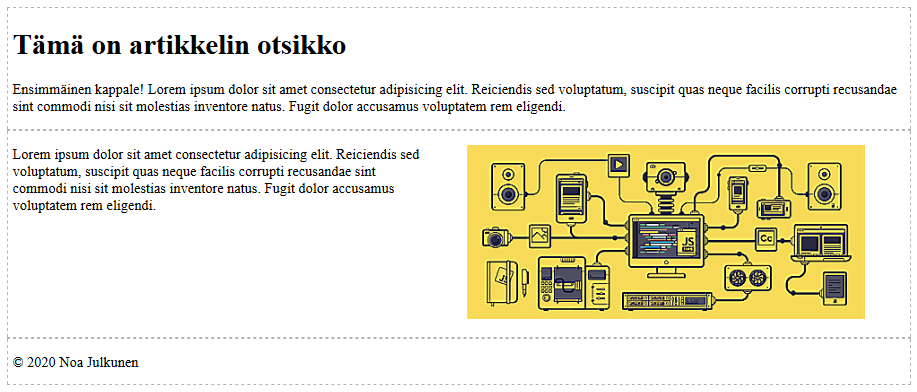 Tämä on artikkelin otsikko
Ensimmäinen kappale! Lorem ipsum dolor sit amet consectetur adipisicing elit. Reiciendis sed voluptatum, suscipit quas neque facilis corrupti recusandae
sint commodi nisi sit molestias inventore natus. Fugit dolor accusamus voluptatem rem eligendi.
Lorem ipsum dolor sit amet consectetur adipisicing elit. Reiciendis sed
voluptatum, suscipit quas neque facilis corrupti recusandae sint
commodi nisi sit molestias inventore natus. Fugit dolor accusamus
voluptatem rem eligendi.
JS
Cc
JS
© 2020 Noa Julkunen